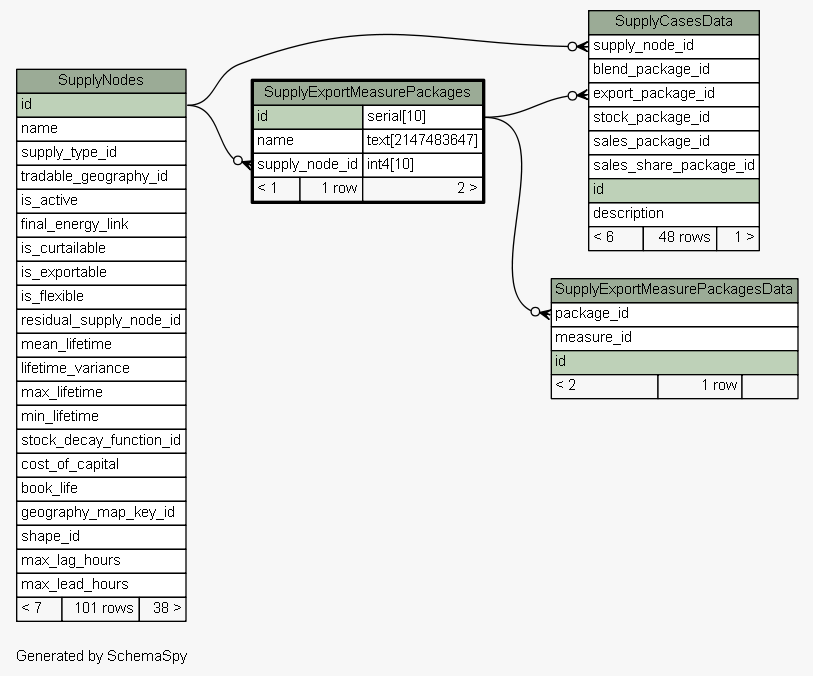 SupplyNodes
id
name
supply_type_id
tradable_geography_id
is_active
final_energy_link
is_curtailable
is_exportable
is_flexible
residual_supply_node_id
mean_lifetime
lifetime_variance
max_lifetime
min_lifetime
stock_decay_function_id
cost_of_capital
book_life
geography_map_key_id
shape_id
max_lag_hours
max_lead_hours
< 7 101 rows 38 >
SupplyExportMeasurePackages
id serial[10]
name text[2147483647]
supply_node_id int4[10]
< 1 1 row 2 >
SupplyCasesData
supply_node_id
blend_package_id
export_package_id
stock_package_id
sales_package_id
sales_share_package_id
id
description
< 6 48 rows 1 >
SupplyExportMeasurePackagesData
package_id
measure_id
id
< 2 1 row
Generated by SchemaSpy